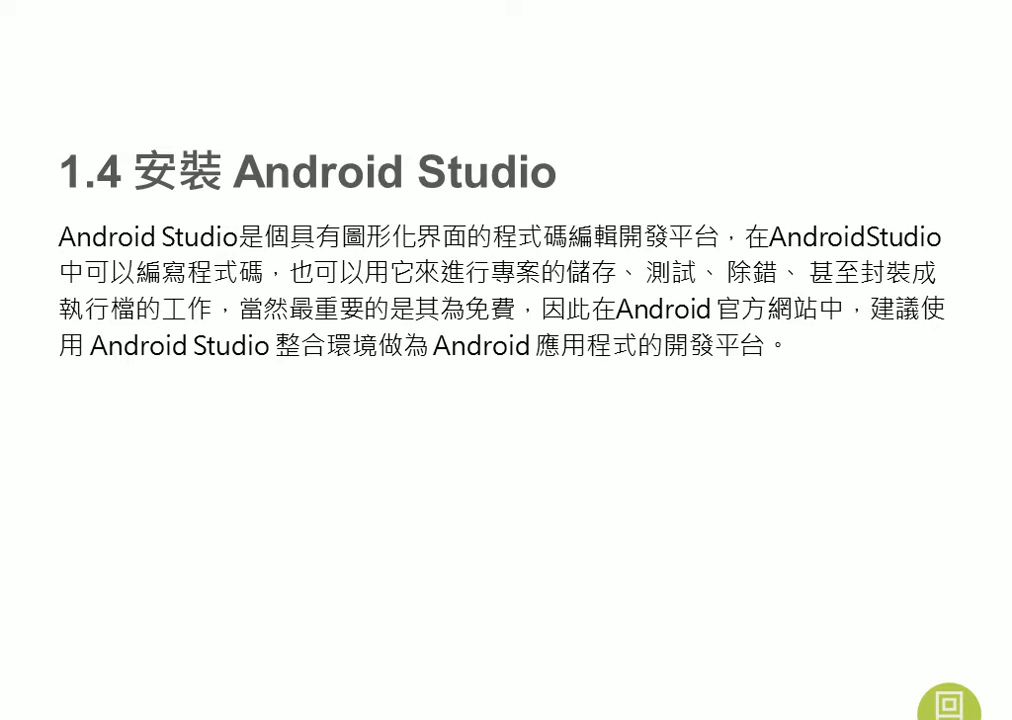 1.4 安裝 Android Studio
Android Studio是個具有圖形化界面的程式碼編輯開發平台，在AndroidStudio
中可以編寫程式碼，也可以用它來進行專案的儲存、 測試、 除錯、 甚至封裝成
執行檔的工作，當然最重要的是其為免費，因此在Android 官方網站中，建議使
用 Android Studio 整合環境做為 Android 應用程式的開發平台。
回